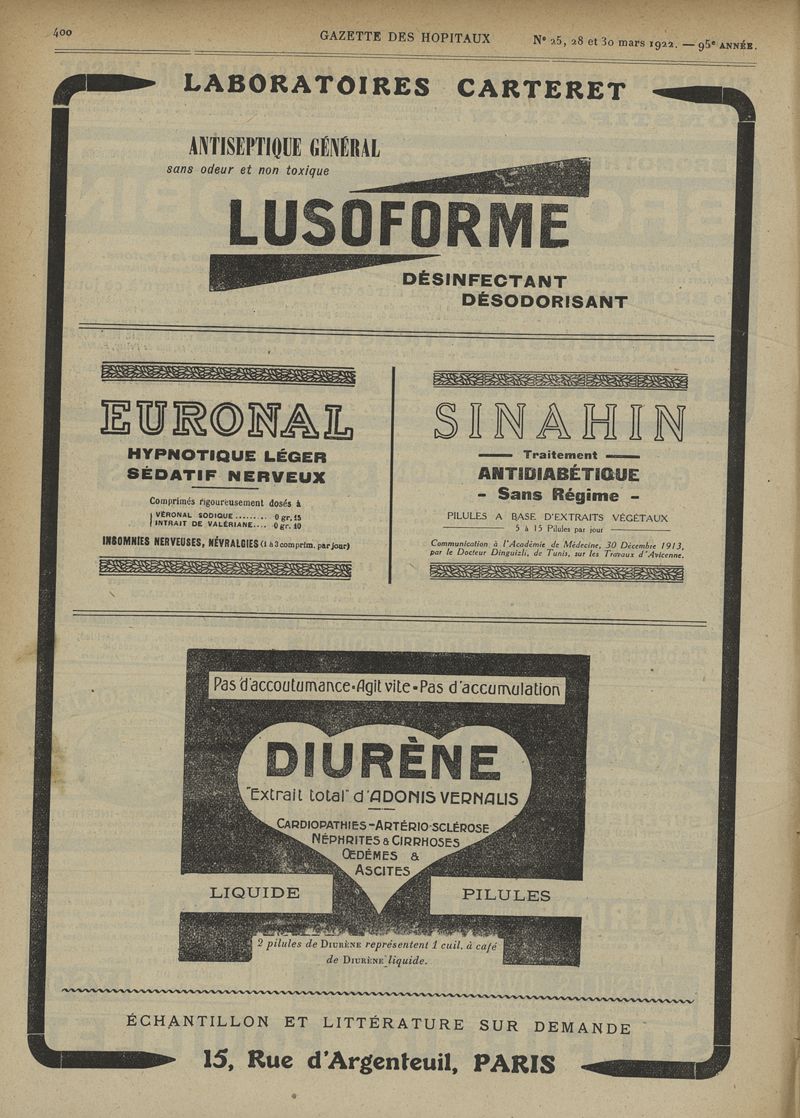 400
GAZETTE DES HOPITAUX
N° 25, 28 et 30 mars 1922. — 95e ANNÉE.
LABORATOIRES CARTERET
ANTISEPTIQUE GÉNÉRAL
sans odeur et non toxique
LUSOFORME
DÉSINFECTANT
DÉSODORISANT
EURONAL
HYPNOTIQUE LÉGER
SÉDATIF NERVEUX
Comprimés rigoureusement dosés à
VÉRONAL SODIQUE ......... 0 gr, 15
INTRAIT DE VALÉRIANE.... 0 gr. 10
INSOMNIES NERVEUSES, NÉVRALGIES (1 à 3 comprim. par jour)
SINAHIN
Traitement
ANTIDIABÉTIQUE
- Sans Régime -
PILULES A BASE D'EXTRAITS VÉGÉTAUX
5 à 15 Pilules par jour
Communication à l'Académie de Médecine, 30 Décembre 1913,
par le Docteur Dinguizli, de Tunis, sur les Travaux d'Avicenne.
Pas d'accoutumance - Agit vite - Pas d'accumulation
DIURÈNE
"Extrait total" d'ADONIS VERNALIS
CARDIOPATHIES - ARTÉRIO-SCLÉROSE
NÉPHRITES & CIRRHOSES
ŒDÈMES &
ASCITES
LIQUIDE
PILULES
2 pilules de DIURÈNE représentent 1 cuil. à café
de DIURÈNE liquide.
ÉCHANTILLON ET LITTÉRATURE SUR DEMANDE
15, Rue d'Argenteuil, PARIS